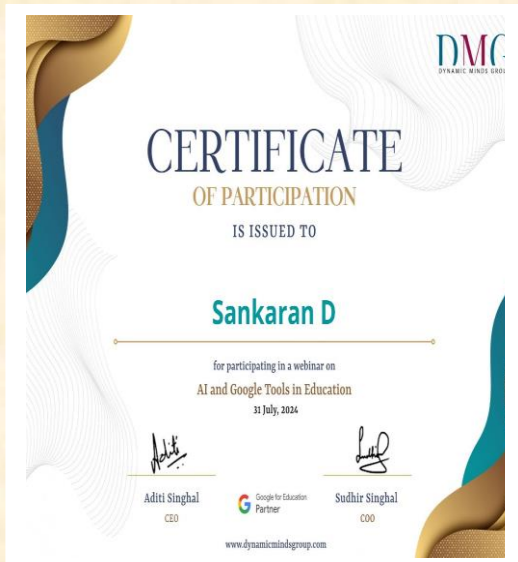 DMG
DYNAMIC MINDS GROUP
CERTIFICATE
OF PARTICIPATION
IS ISSUED TO
Sankaran D
for participating in a webinar on
AI and Google Tools in Education
31 July, 2024
Aditi
Sudhir
Aditi Singhal
CEO
Google for Education
Partner
Sudhir Singhal
COO
www.dynamicmindsgroup.com